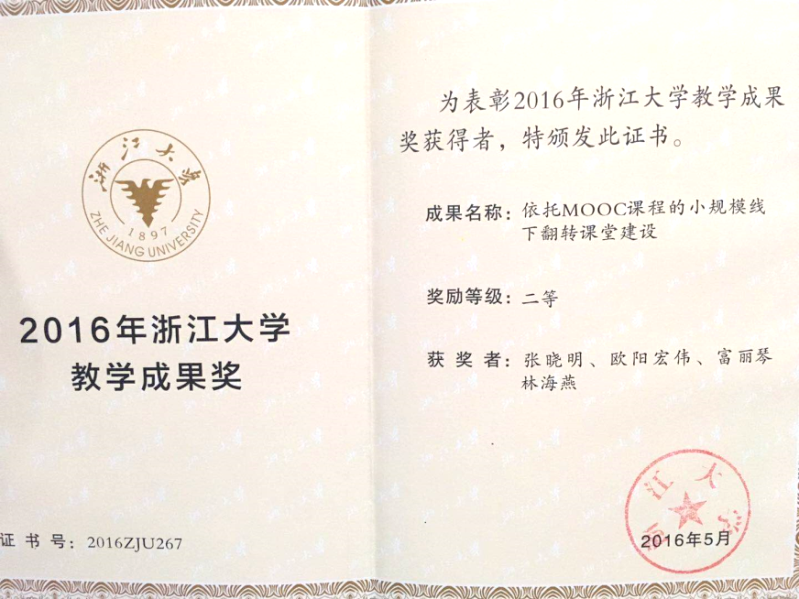 浙江大学
1897
ZHE JIANG UNIVERSITY
2016年浙江大学
教学成果奖
证 书 号：2016ZJU267
为表彰2016年浙江大学教学成果
奖获得者，特颁发此证书。
成果名称：依托MOOC课程的小规模线
下翻转课堂建设
奖励等级：二等
获 奖 者：张晓明、欧阳宏伟、富丽琴
林海燕
浙江大学
2016年5月